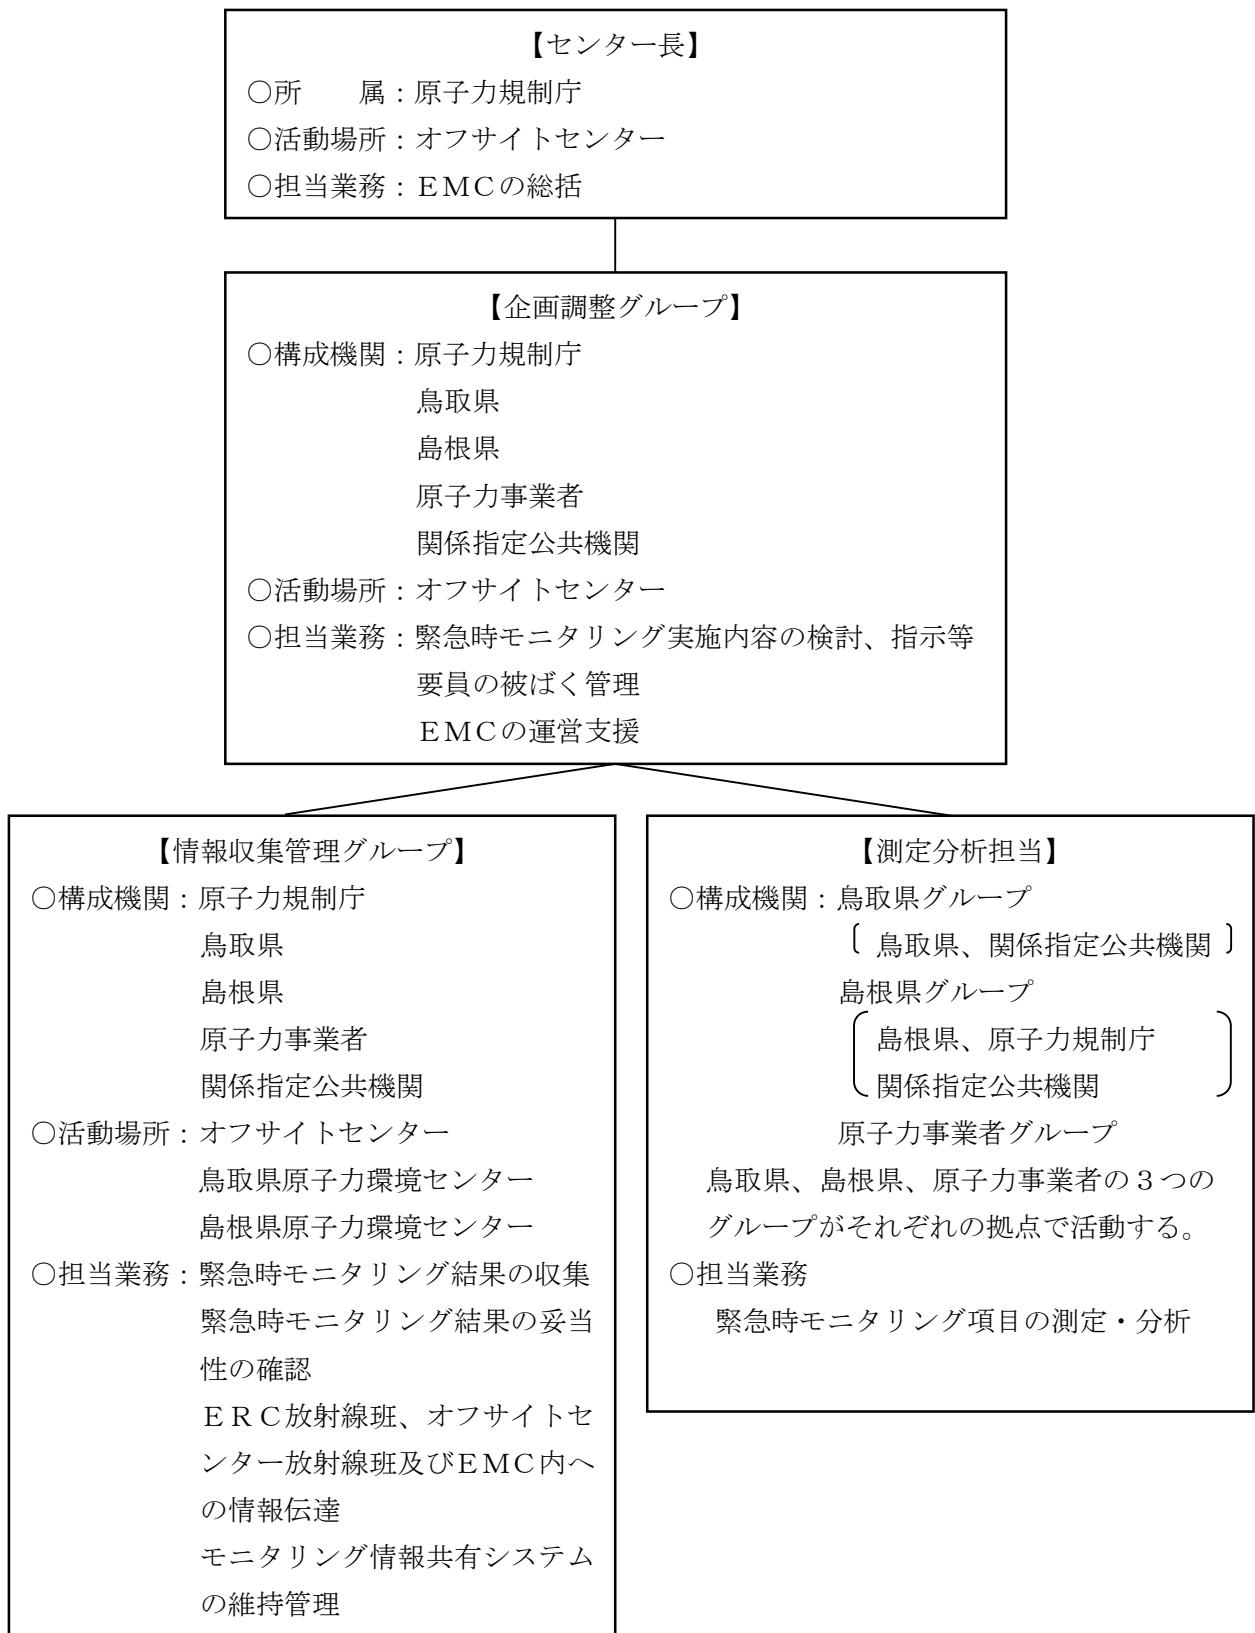 【センター長】
○所　　属：原子力規制庁
○活動場所：オフサイトセンター
○担当業務：ＥＭＣの総括
【企画調整グループ】
○構成機関：原子力規制庁
鳥取県
島根県
原子力事業者
関係指定公共機関
○活動場所：オフサイトセンター
○担当業務：緊急時モニタリング実施内容の検討、指示等
要員の被ばく管理
ＥＭＣの運営支援
【情報収集管理グループ】
○構成機関：原子力規制庁
鳥取県
島根県
原子力事業者
関係指定公共機関
○活動場所：オフサイトセンター
鳥取県原子力環境センター
島根県原子力環境センター
○担当業務：緊急時モニタリング結果の収集
緊急時モニタリング結果の妥当
性の確認
ＥＲＣ放射線班、オフサイトセ
ンター放射線班及びＥＭＣ内へ
の情報伝達
モニタリング情報共有システム
の維持管理
【測定分析担当】
○構成機関：鳥取県グループ
〔 鳥取県、関係指定公共機関 〕
島根県グループ
島根県、原子力規制庁
関係指定公共機関
原子力事業者グループ
鳥取県、島根県、原子力事業者の３つの
グループがそれぞれの拠点で活動する。
○担当業務
緊急時モニタリング項目の測定・分析